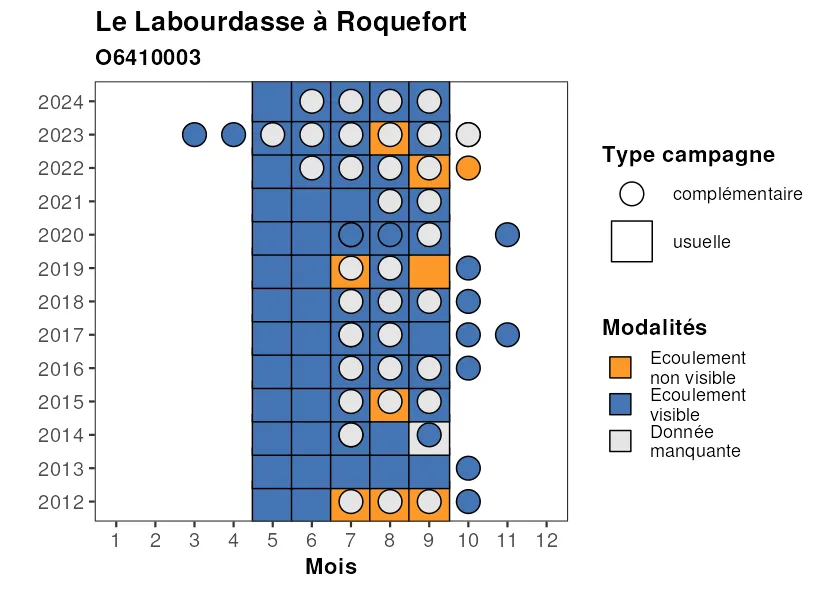 Le Labourdasse à Roquefort
O6410003
2024
2023
2022
2021
2020
2019
2018
2017
2016
2015
2014
2013
2012
1 2 3 4 5 6 7 8 9 10 11 12
Mois
Type campagne
complémentaire
usuelle
Modalités
Ecoulement
non visible
Ecoulement
visible
Donnée
manquante